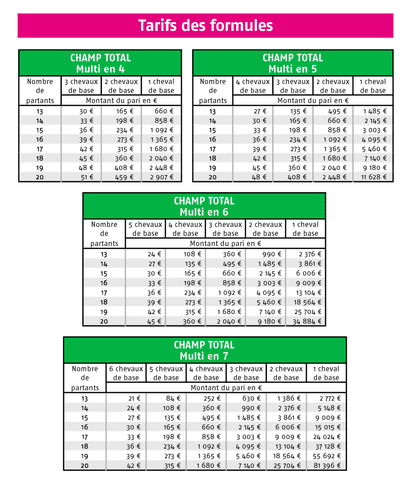 Tarifs des formules
CHAMP TOTAL
Multi en 4
Nombre de partants
3 chevaux de base
2 chevaux de base
1 cheval de base
Montant du pari en €
13 30 € 165 € 660 €
14 33 € 198 € 858 €
15 36 € 234 € 1 092 €
16 39 € 273 € 1 365 €
17 42 € 315 € 1 680 €
18 45 € 360 € 2 040 €
19 48 € 408 € 2 448 €
20 51 € 459 € 2 907 €
CHAMP TOTAL
Multi en 5
Nombre de partants
4 chevaux de base
3 chevaux de base
2 chevaux de base
1 cheval de base
Montant du pari en €
13 27 € 135 € 495 € 1 485 €
14 30 € 165 € 660 € 2 145 €
15 33 € 198 € 858 € 3 003 €
16 36 € 234 € 1 092 € 4 095 €
17 39 € 273 € 1 365 € 5 460 €
18 42 € 315 € 1 680 € 7 140 €
19 45 € 360 € 2 040 € 9 180 €
20 48 € 408 € 2 448 € 11 628 €
CHAMP TOTAL
Multi en 6
Nombre de partants
5 chevaux de base
4 chevaux de base
3 chevaux de base
2 chevaux de base
1 cheval de base
Montant du pari en €
13 24 € 108 € 360 € 990 € 2 376 €
14 27 € 135 € 495 € 1 485 € 3 861 €
15 30 € 165 € 660 € 2 145 € 6 006 €
16 33 € 198 € 858 € 3 003 € 9 009 €
17 36 € 234 € 1 092 € 4 095 € 13 104 €
18 39 € 273 € 1 365 € 5 460 € 18 564 €
19 42 € 315 € 1 680 € 7 140 € 25 704 €
20 45 € 360 € 2 040 € 9 180 € 34 884 €
CHAMP TOTAL
Multi en 7
Nombre de partants
6 chevaux de base
5 chevaux de base
4 chevaux de base
3 chevaux de base
2 chevaux de base
1 cheval de base
Montant du pari en €
13 21 € 84 € 252 € 630 € 1 386 € 2 772 €
14 24 € 108 € 360 € 990 € 2 376 € 5 148 €
15 27 € 135 € 495 € 1 485 € 3 861 € 9 009 €
16 30 € 165 € 660 € 2 145 € 6 006 € 15 015 €
17 33 € 198 € 858 € 3 003 € 9 009 € 24 024 €
18 36 € 234 € 1 092 € 4 095 € 13 104 € 37 128 €
19 39 € 273 € 1 365 € 5 460 € 18 564 € 55 692 €
20 42 € 315 € 1 680 € 7 140 € 25 704 € 81 396 €